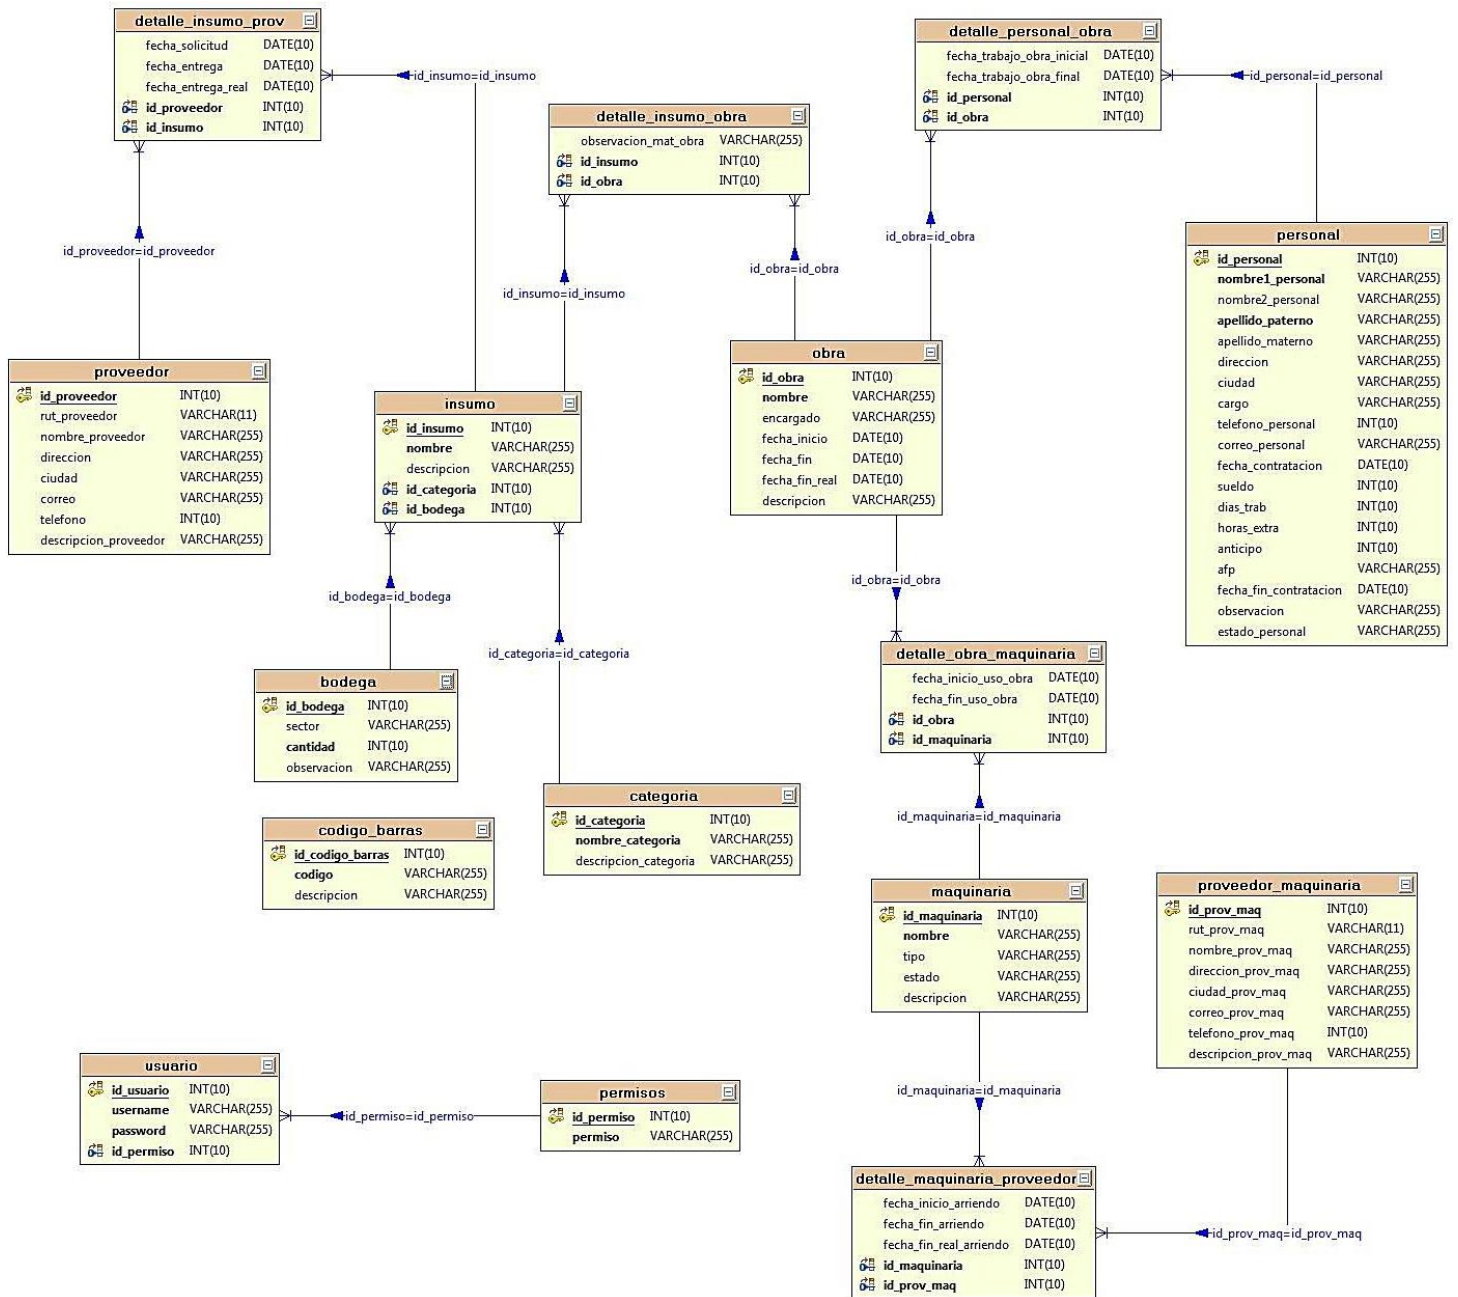 detalle_insumo_prov
fecha_solicitud DATE(10)
fecha_entrega DATE(10)
fecha_entrega_real DATE(10)
id_proveedor INT(10)
id_insumo INT(10)
id_insumo=id_insumo
detalle_personal_obra
fecha_trabajo_obra_inicial DATE(10)
fecha_trabajo_obra_final DATE(10)
id_personal INT(10)
id_obra INT(10)
id_personal=id_personal
detalle_insumo_obra
observacion_mat_obra VARCHAR(255)
id_insumo INT(10)
id_obra INT(10)
id_proveedor=id_proveedor
id_insumo=id_insumo
id_obra=id_obra
id_obra=id_obra
personal
id_personal INT(10)
nombre1_personal VARCHAR(255)
nombre2_personal VARCHAR(255)
apellido_paterno VARCHAR(255)
apellido_materno VARCHAR(255)
direccion VARCHAR(255)
ciudad VARCHAR(255)
cargo VARCHAR(255)
telefono_personal INT(10)
correo_personal VARCHAR(255)
fecha_contratacion DATE(10)
sueldo INT(10)
dias_trab INT(10)
horas_extra INT(10)
anticipo INT(10)
afp VARCHAR(255)
fecha_fin_contratacion DATE(10)
observacion VARCHAR(255)
estado_personal VARCHAR(255)
proveedor
id_proveedor INT(10)
rut_proveedor VARCHAR(11)
nombre_proveedor VARCHAR(255)
direccion VARCHAR(255)
ciudad VARCHAR(255)
correo VARCHAR(255)
telefono INT(10)
descripcion_proveedor VARCHAR(255)
insumo
id_insumo INT(10)
nombre VARCHAR(255)
descripcion VARCHAR(255)
id_categoria INT(10)
id_bodega INT(10)
obra
id_obra INT(10)
nombre VARCHAR(255)
encargado VARCHAR(255)
fecha_inicio DATE(10)
fecha_fin DATE(10)
fecha_fin_real DATE(10)
descripcion VARCHAR(255)
id_bodega=id_bodega
id_categoria=id_categoria
id_obra=id_obra
detalle_obra_maquinaria
fecha_inicio_uso_obra DATE(10)
fecha_fin_uso_obra DATE(10)
id_obra INT(10)
id_maquinaria INT(10)
bodega
id_bodega INT(10)
sector VARCHAR(255)
cantidad INT(10)
observacion VARCHAR(255)
categoria
id_categoria INT(10)
nombre_categoria VARCHAR(255)
descripcion_categoria VARCHAR(255)
codigo_barras
id_codigo_barras INT(10)
codigo VARCHAR(255)
descripcion VARCHAR(255)
id_maquinaria=id_maquinaria
maquinaria
id_maquinaria INT(10)
nombre VARCHAR(255)
tipo VARCHAR(255)
estado VARCHAR(255)
descripcion VARCHAR(255)
proveedor_maquinaria
id_prov_maq INT(10)
rut_prov_maq VARCHAR(11)
nombre_prov_maq VARCHAR(255)
direccion_prov_maq VARCHAR(255)
ciudad_prov_maq VARCHAR(255)
correo_prov_maq VARCHAR(255)
telefono_prov_maq INT(10)
descripcion_prov_maq VARCHAR(255)
usuario
id_usuario INT(10)
username VARCHAR(255)
password VARCHAR(255)
id_permiso INT(10)
id_permiso=id_permiso
permisos
id_permiso INT(10)
permiso VARCHAR(255)
id_maquinaria=id_maquinaria
detalle_maquinaria_proveedor
fecha_inicio_arriendo DATE(10)
fecha_fin_arriendo DATE(10)
fecha_fin_real_arriendo DATE(10)
id_maquinaria INT(10)
id_prov_maq INT(10)
id_prov_maq=id_prov_maq